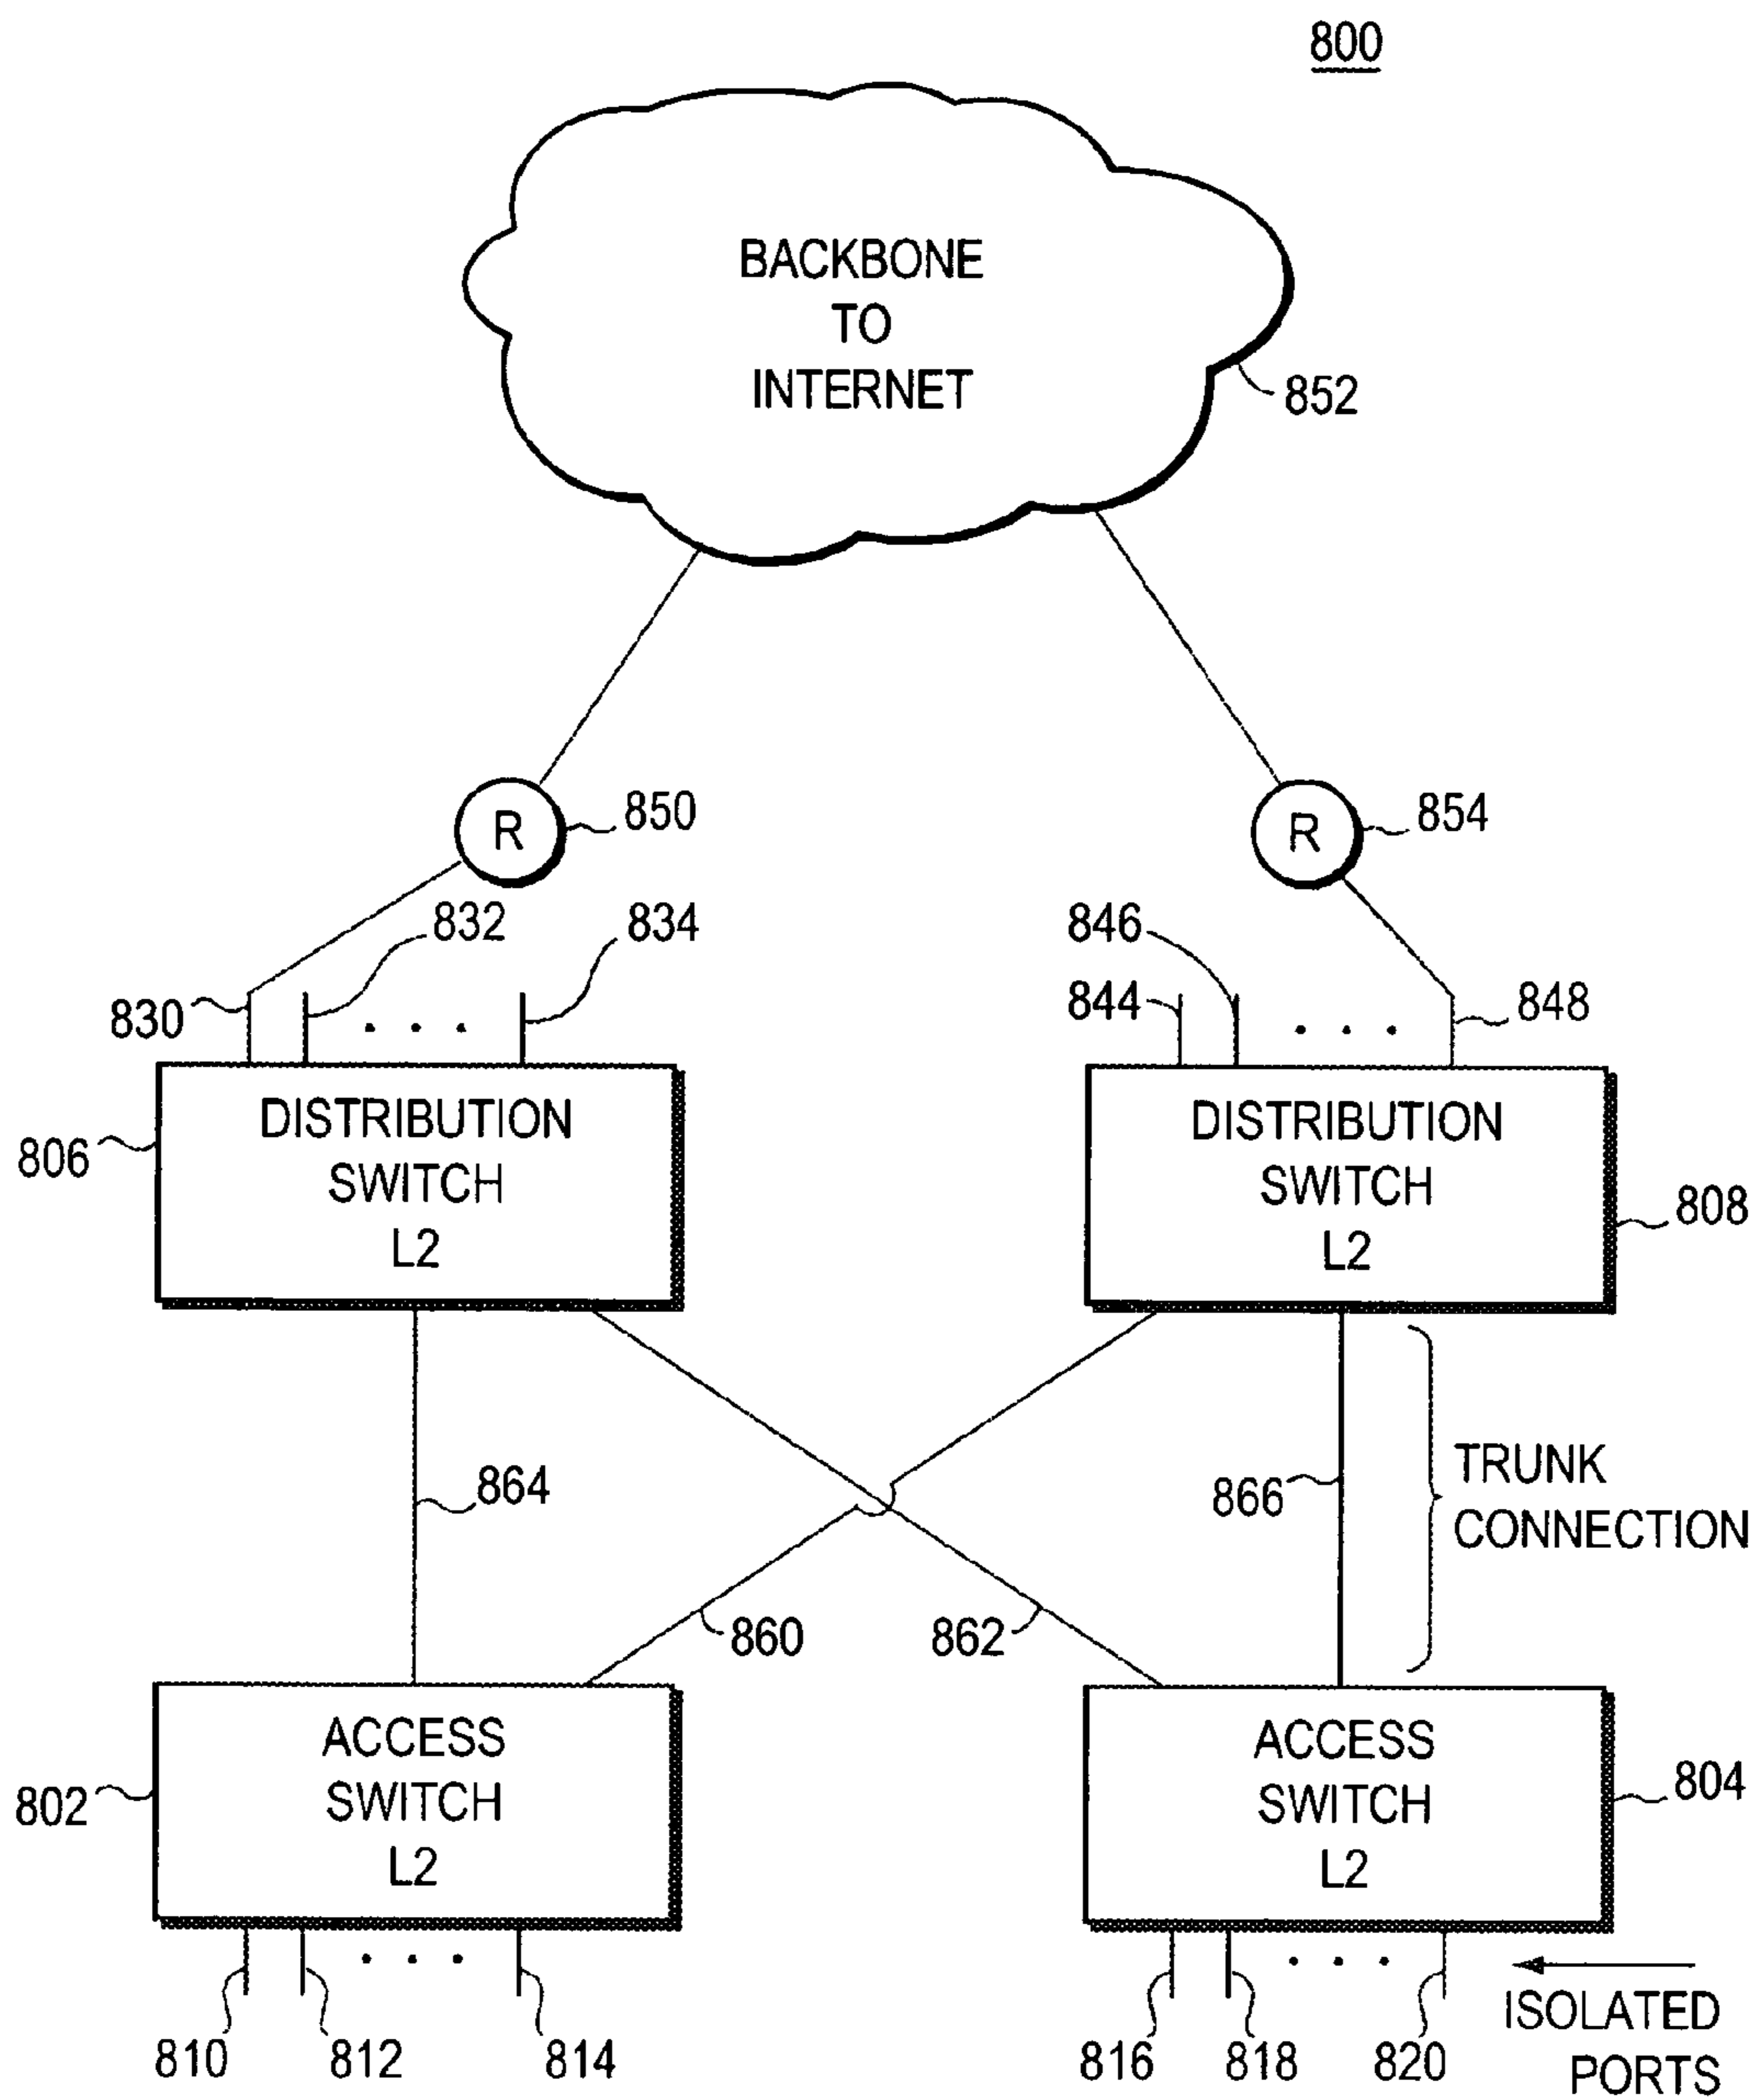 800
BACKBONE
TO
INTERNET
852
R
850
R
854
832
834
846
830
844
848
DISTRIBUTION
SWITCH
L2
806
DISTRIBUTION
SWITCH
L2
808
864
866
TRUNK
CONNECTION
860
862
ACCESS
SWITCH
L2
802
ACCESS
SWITCH
L2
804
810
812
814
816
818
820
ISOLATED
PORTS